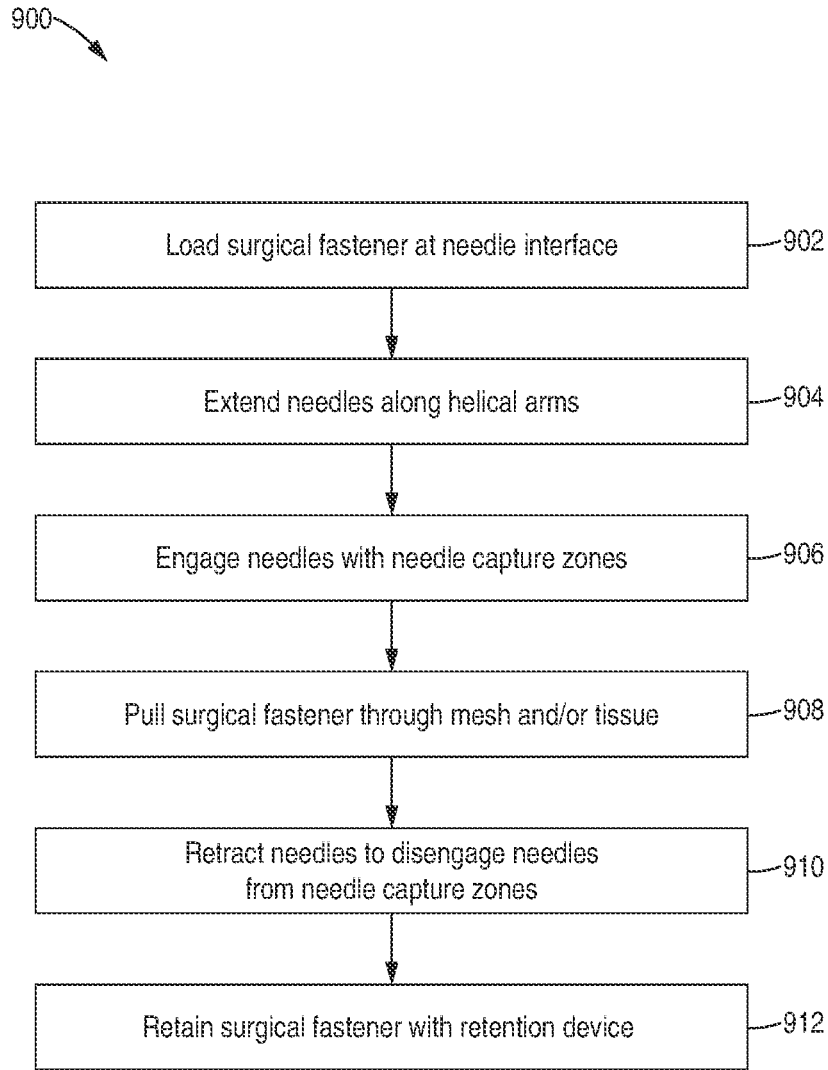 900
Load surgical fastener at needle interface
902
Extend needles along helical arms
904
Engage needles with needle capture zones
906
Pull surgical fastener through mesh and/or tissue
908
Retract needles to disengage needles
from needle capture zones
910
Retain surgical fastener with retention device
912